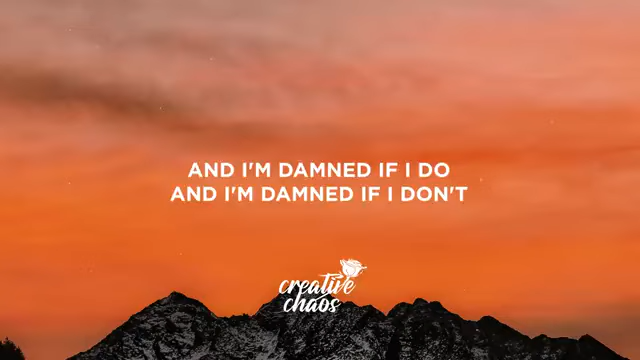 AND I'M DAMNED IF I DO
AND I'M DAMNED IF I DON'T
creative
chaos